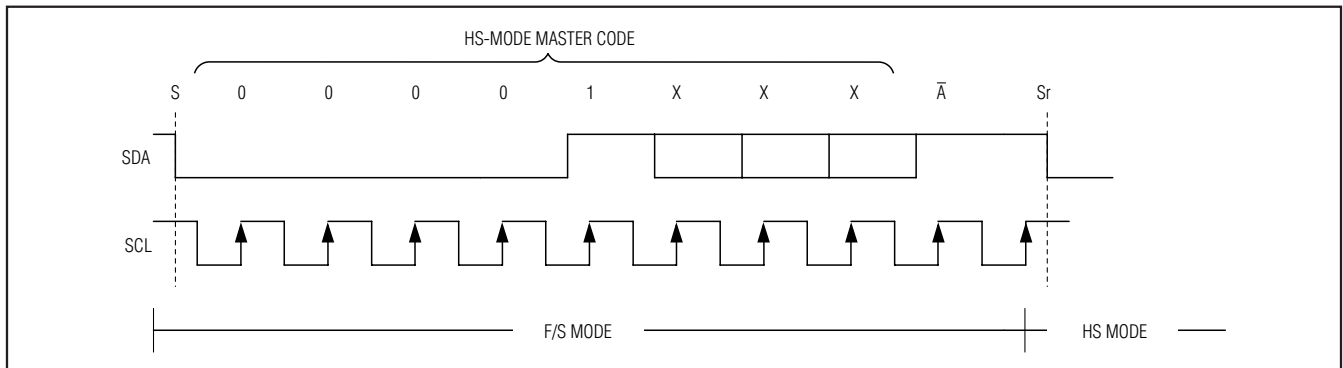 HS-MODE MASTER CODE
S 0 0 0 0 1 X X X A̅ Sr
SDA
SCL
F/S MODE HS MODE